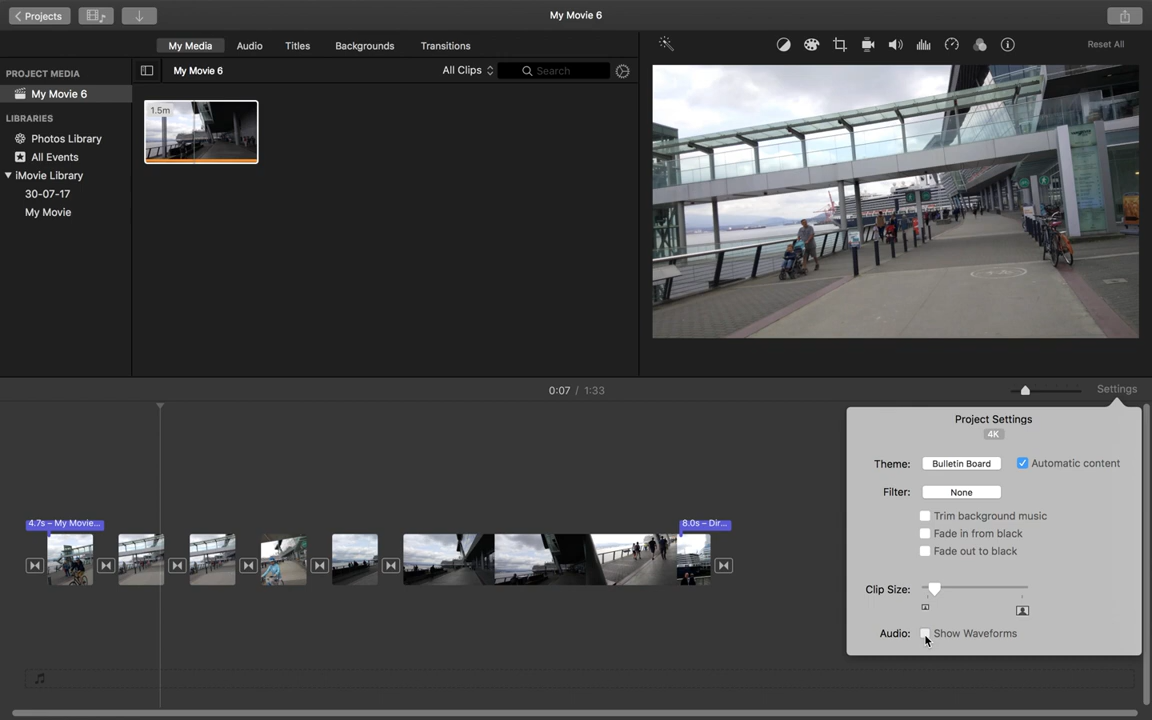 Projects
My Movie 6
My Media
Audio
Titles
Backgrounds
Transitions
Reset All
PROJECT MEDIA
My Movie 6
LIBRARIES
Photos Library
All Events
iMovie Library
30-07-17
My Movie
My Movie 6
All Clips
Search
1.5m
0:07 / 1:33
Settings
Project Settings
4K
Theme: Bulletin Board Automatic content
Filter: None
Trim background music
Fade in from black
Fade out to black
Clip Size:
Audio: Show Waveforms
4.7s – My Movie...
8.0s – Dir...